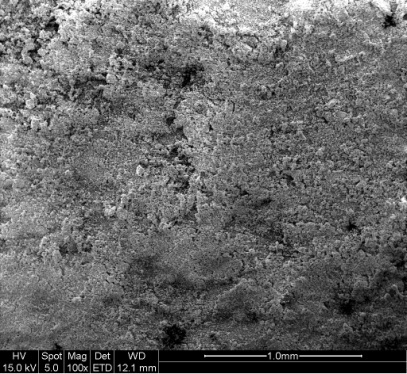 HV Spot Mag Det WD 1.0mm
15.0 kV 5.0 100x ETD 12.1 mm